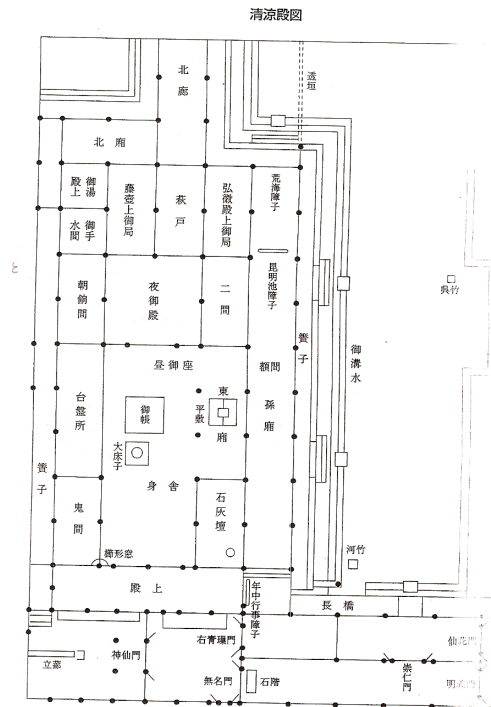 清涼殿図
北廊
透垣
北廂
御湯殿上
藤壺上御局
萩戸
弘徽殿上御局
荒海障子
御手水間
昆明池障子
朝餉間
夜御殿
二間
呉竹
簀子
御溝水
昼御座
額間
台盤所
御帳
平敷
東廂
孫廂
大床子
簀子
身舎
鬼間
石灰壇
櫛形窓
河竹
殿上
年中行事障子
長橋
神仙門
右青璅門
仙花門
立蔀
無名門
石階
崇仁門
明義門
と